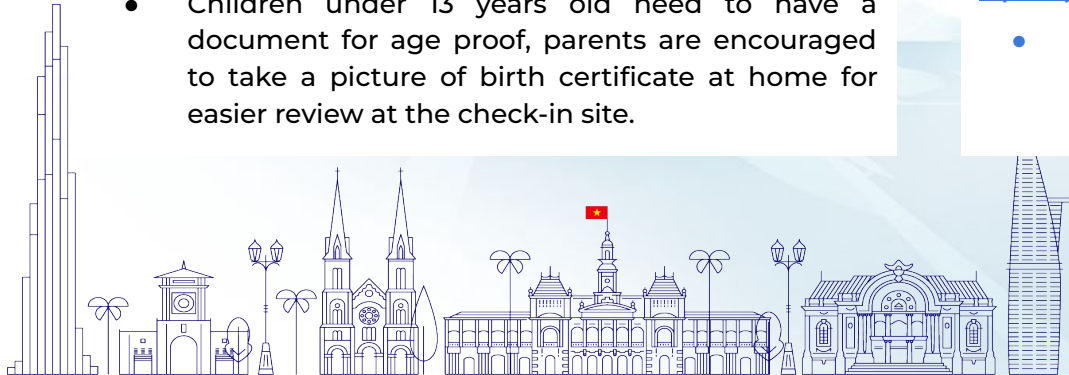 ● Children under 13 years old need to have a
document for age proof, parents are encouraged
to take a picture of birth certificate at home for
easier review at the check-in site.